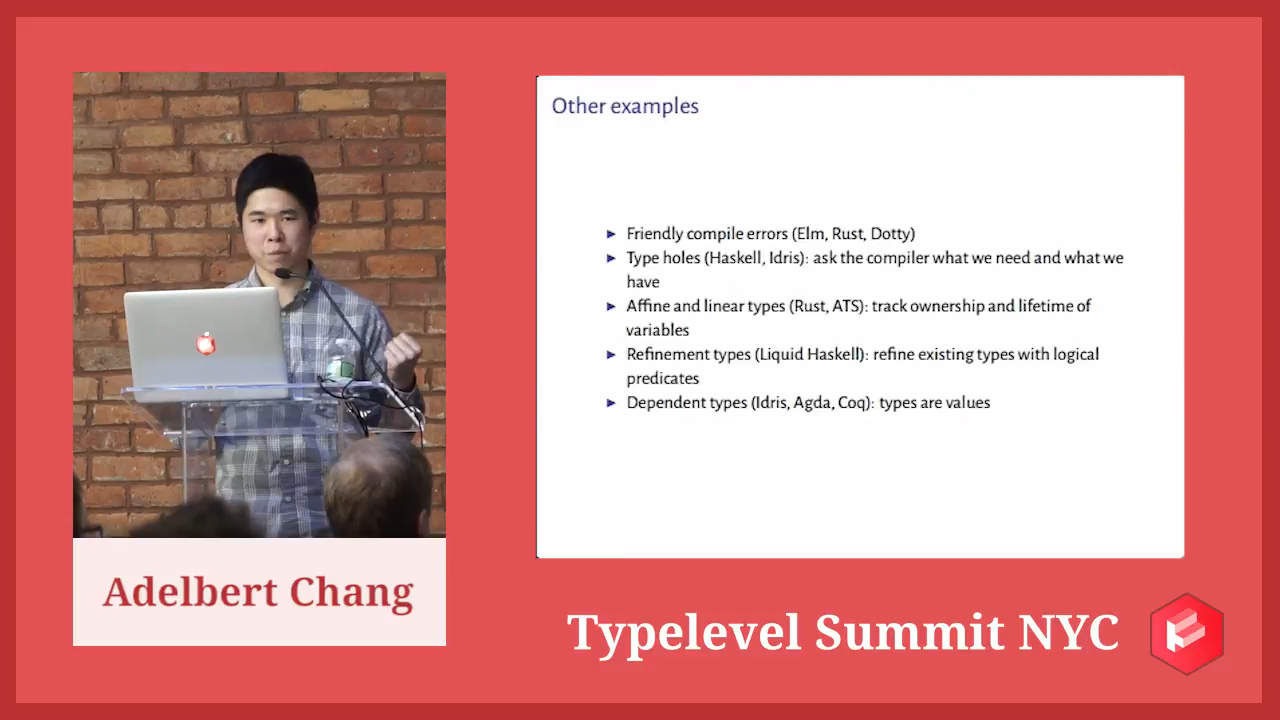 Other examples
Friendly compile errors (Elm, Rust, Dotty)
Type holes (Haskell, Idris): ask the compiler what we need and what we
have
Affine and linear types (Rust, ATS): track ownership and lifetime of
variables
Refinement types (Liquid Haskell): refine existing types with logical
predicates
Dependent types (Idris, Agda, Coq): types are values
Adelbert Chang
Typelevel Summit NYC